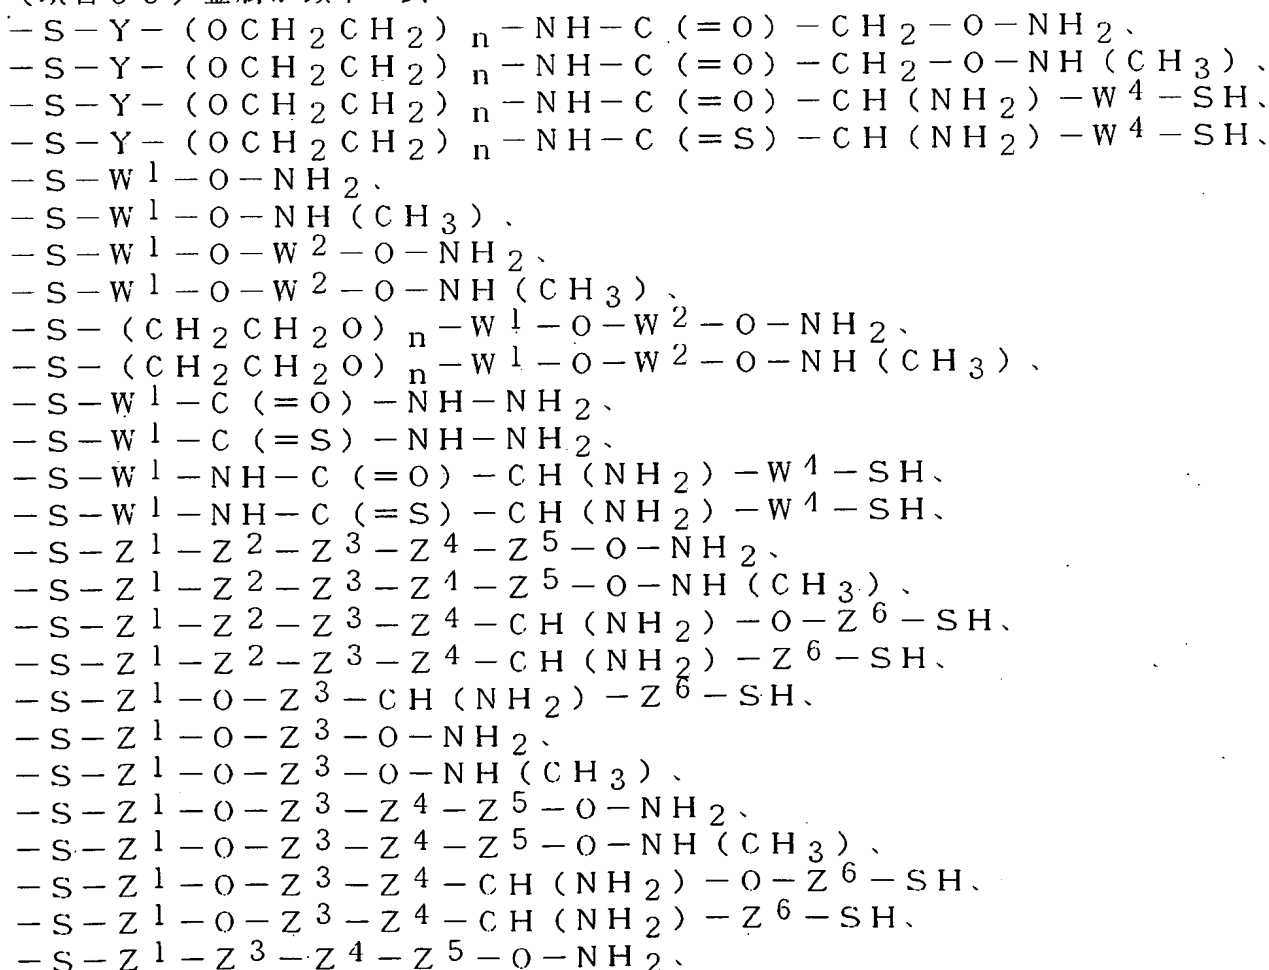 －Ｓ－Ｙ－（ＯＣＨ₂ＣＨ₂）ₙ－ＮＨ－Ｃ（＝Ｏ）－ＣＨ₂－Ｏ－ＮＨ₂、
－Ｓ－Ｙ－（ＯＣＨ₂ＣＨ₂）ₙ－ＮＨ－Ｃ（＝Ｏ）－ＣＨ₂－Ｏ－ＮＨ（ＣＨ₃）、
－Ｓ－Ｙ－（ＯＣＨ₂ＣＨ₂）ₙ－ＮＨ－Ｃ（＝Ｏ）－ＣＨ（ＮＨ₂）－Ｗ⁴－ＳＨ、
－Ｓ－Ｙ－（ＯＣＨ₂ＣＨ₂）ₙ－ＮＨ－Ｃ（＝Ｓ）－ＣＨ（ＮＨ₂）－Ｗ⁴－ＳＨ、
－Ｓ－Ｗ¹－Ｏ－ＮＨ₂、
－Ｓ－Ｗ¹－Ｏ－ＮＨ（ＣＨ₃）、
－Ｓ－Ｗ¹－Ｏ－Ｗ²－Ｏ－ＮＨ₂、
－Ｓ－Ｗ¹－Ｏ－Ｗ²－Ｏ－ＮＨ（ＣＨ₃）、
－Ｓ－（ＣＨ₂ＣＨ₂Ｏ）ₙ－Ｗ¹－Ｏ－Ｗ²－Ｏ－ＮＨ₂、
－Ｓ－（ＣＨ₂ＣＨ₂Ｏ）ₙ－Ｗ¹－Ｏ－Ｗ²－Ｏ－ＮＨ（ＣＨ₃）、
－Ｓ－Ｗ¹－Ｃ（＝Ｏ）－ＮＨ－ＮＨ₂、
－Ｓ－Ｗ¹－Ｃ（＝Ｓ）－ＮＨ－ＮＨ₂、
－Ｓ－Ｗ¹－ＮＨ－Ｃ（＝Ｏ）－ＣＨ（ＮＨ₂）－Ｗ⁴－ＳＨ、
－Ｓ－Ｗ¹－ＮＨ－Ｃ（＝Ｓ）－ＣＨ（ＮＨ₂）－Ｗ⁴－ＳＨ、
－Ｓ－Ｚ¹－Ｚ²－Ｚ³－Ｚ⁴－Ｚ⁵－Ｏ－ＮＨ₂、
－Ｓ－Ｚ¹－Ｚ²－Ｚ³－Ｚ⁴－Ｚ⁵－Ｏ－ＮＨ（ＣＨ₃）、
－Ｓ－Ｚ¹－Ｚ²－Ｚ³－Ｚ⁴－ＣＨ（ＮＨ₂）－Ｏ－Ｚ⁶－ＳＨ、
－Ｓ－Ｚ¹－Ｚ²－Ｚ³－Ｚ⁴－ＣＨ（ＮＨ₂）－Ｚ⁶－ＳＨ、
－Ｓ－Ｚ¹－Ｏ－Ｚ³－ＣＨ（ＮＨ₂）－Ｚ⁶－ＳＨ、
－Ｓ－Ｚ¹－Ｏ－Ｚ³－Ｏ－ＮＨ₂、
－Ｓ－Ｚ¹－Ｏ－Ｚ³－Ｏ－ＮＨ（ＣＨ₃）、
－Ｓ－Ｚ¹－Ｏ－Ｚ³－Ｚ⁴－Ｚ⁵－Ｏ－ＮＨ₂、
－Ｓ－Ｚ¹－Ｏ－Ｚ³－Ｚ⁴－Ｚ⁵－Ｏ－ＮＨ（ＣＨ₃）、
－Ｓ－Ｚ¹－Ｏ－Ｚ³－Ｚ⁴－ＣＨ（ＮＨ₂）－Ｏ－Ｚ⁶－ＳＨ、
－Ｓ－Ｚ¹－Ｏ－Ｚ³－Ｚ⁴－ＣＨ（ＮＨ₂）－Ｚ⁶－ＳＨ、
－Ｓ－Ｚ¹－Ｚ³－Ｚ⁴－Ｚ⁵－Ｏ－ＮＨ₂、